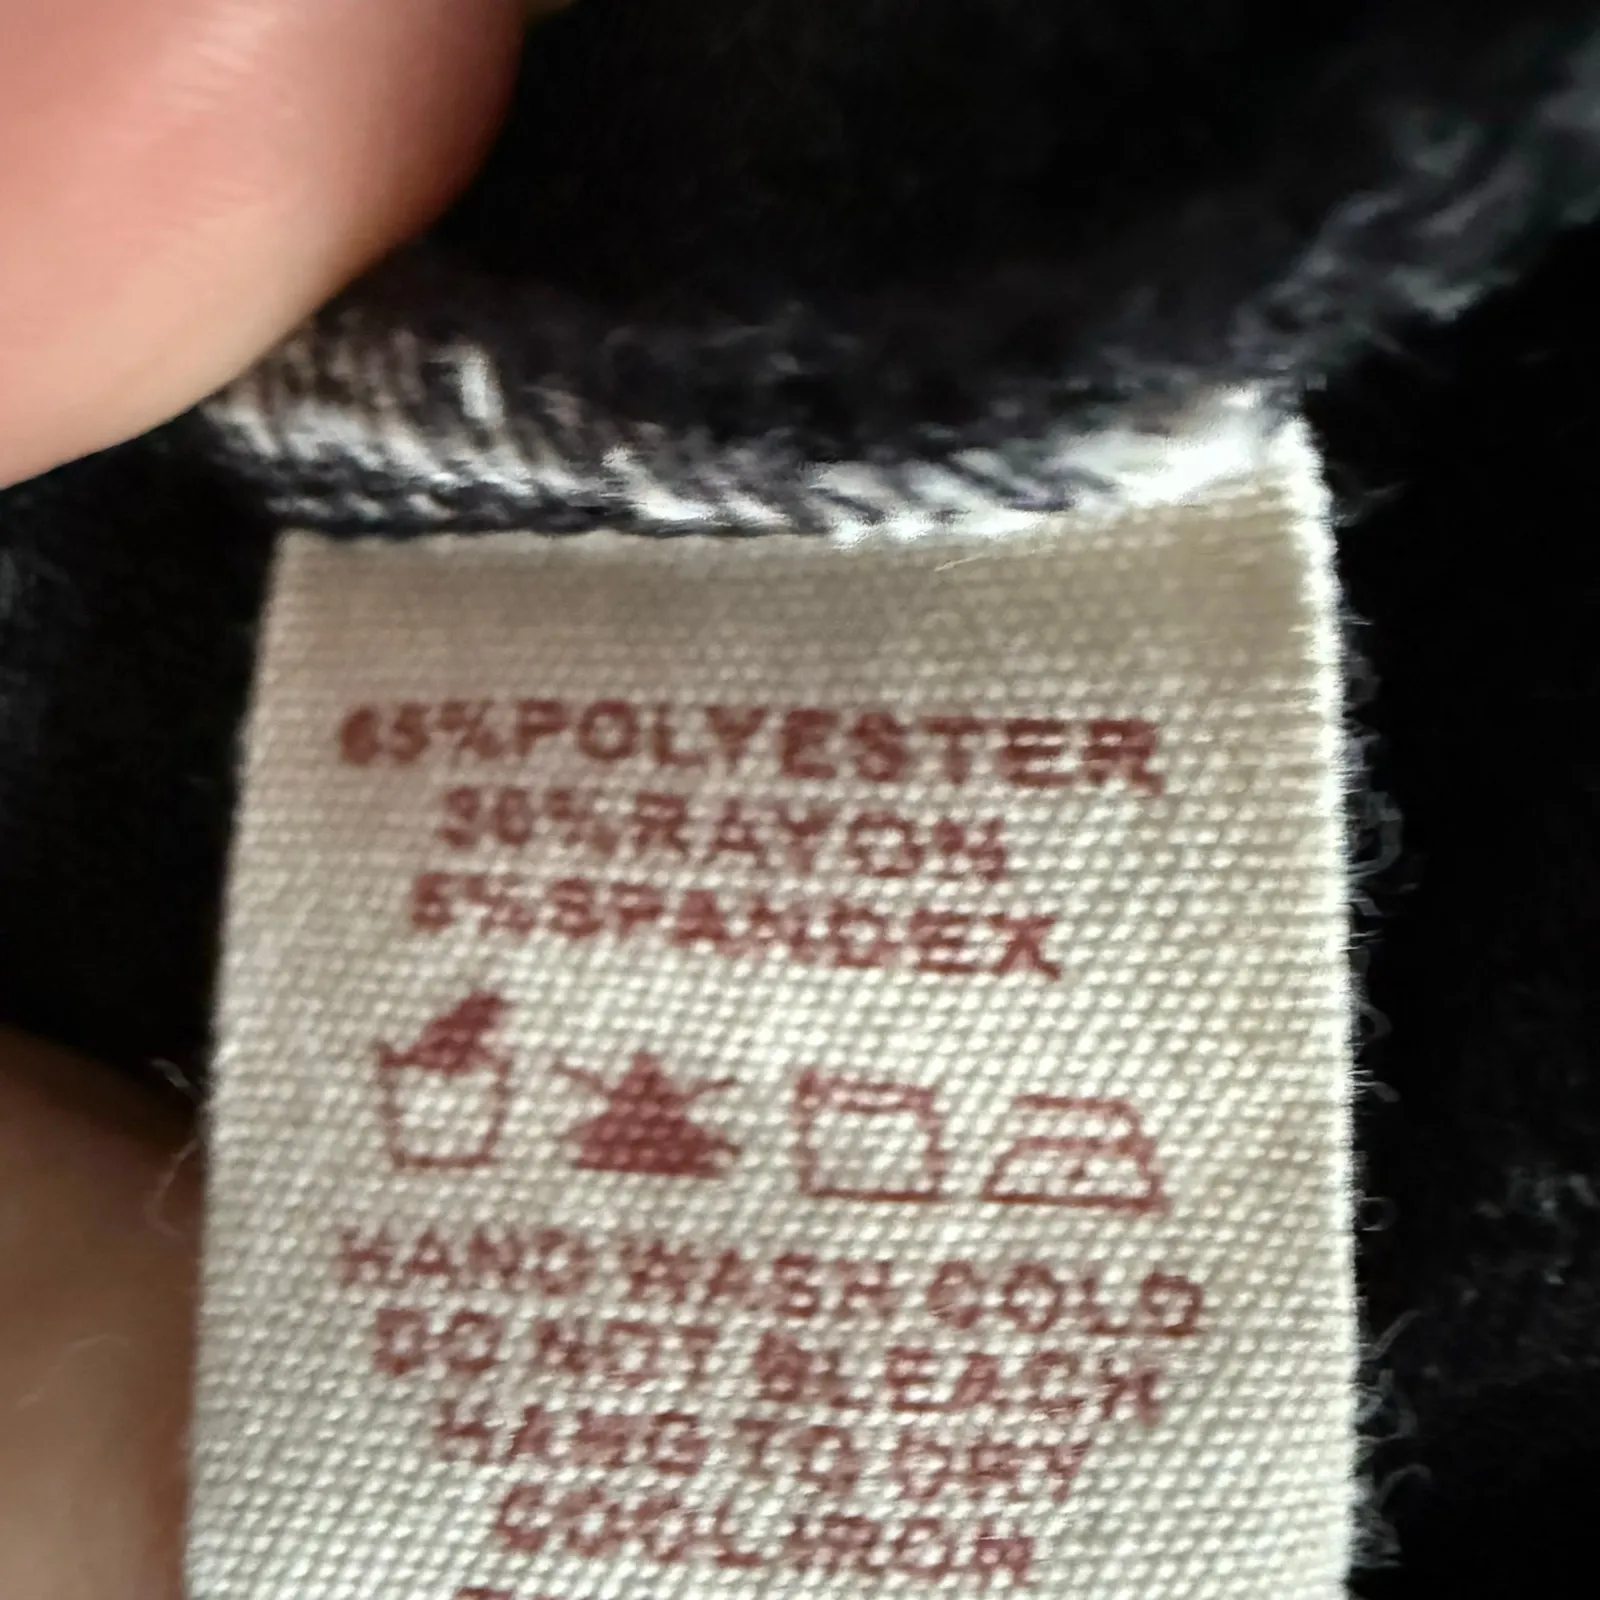 65%POLYESTER
30%RAYON
5%SPANDEX
HAND WASH COLD
DO NOT BLEACH
HANG TO DRY
COOL IRON